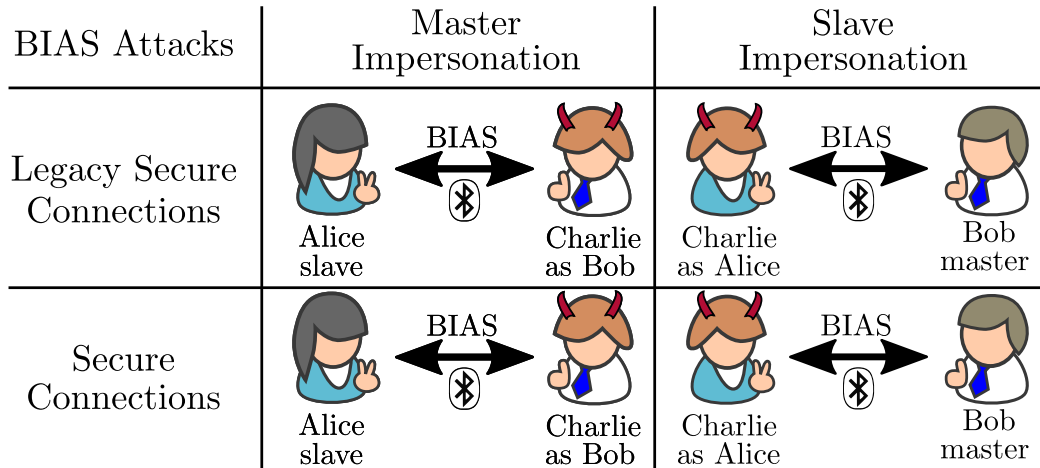 BIAS Attacks
Master
Impersonation
Slave
Impersonation
Legacy Secure
Connections
BIAS
Alice
slave
Charlie
as Bob
BIAS
Charlie
as Alice
Bob
master
Secure
Connections
BIAS
Alice
slave
Charlie
as Bob
BIAS
Charlie
as Alice
Bob
master